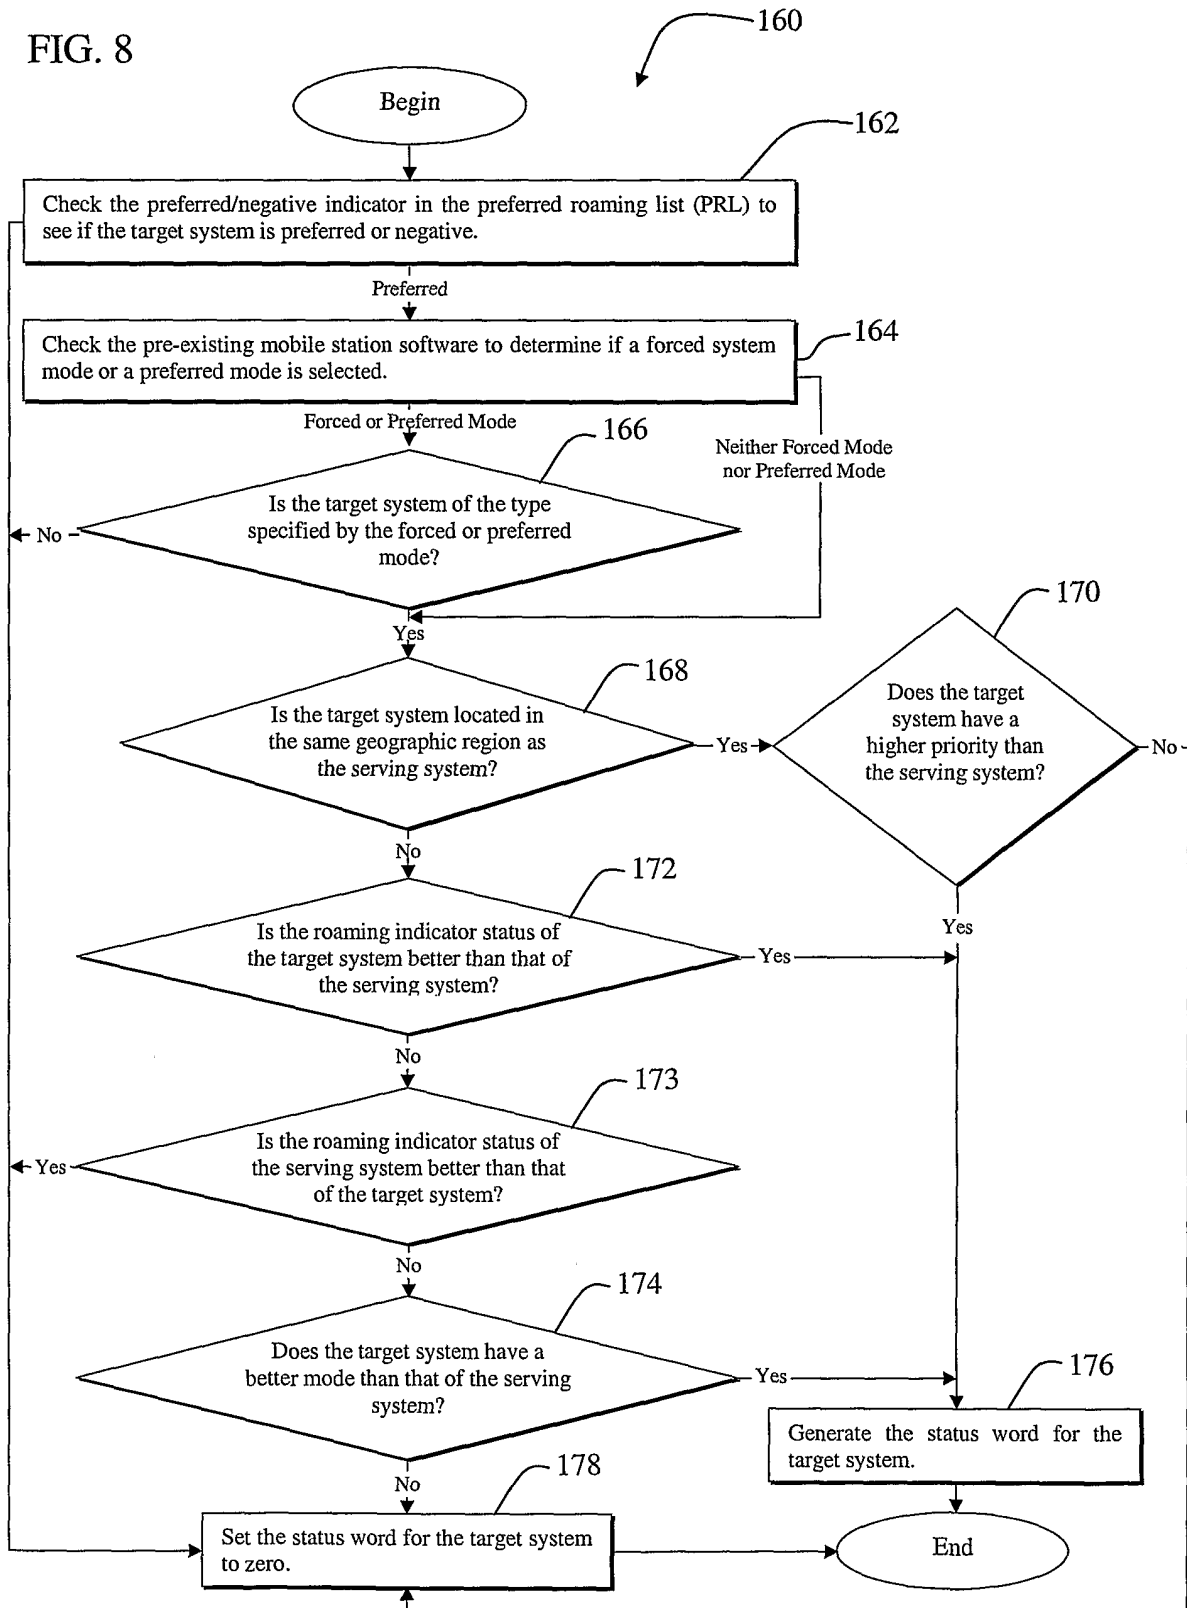 FIG. 8
160
Begin
162
Check the preferred/negative indicator in the preferred roaming list (PRL) to
see if the target system is preferred or negative.
Preferred
164
Check the pre-existing mobile station software to determine if a forced system
mode or a preferred mode is selected.
Forced or Preferred Mode
166
Neither Forced Mode
nor Preferred Mode
Is the target system of the type
specified by the forced or preferred
mode?
No
Yes
168
Is the target system located in
the same geographic region as
the serving system?
Yes
170
Does the target
system have a
higher priority than
the serving system?
No
Yes
No
172
Is the roaming indicator status of
the target system better than that of
the serving system?
Yes
No
173
Is the roaming indicator status of
the serving system better than that
of the target system?
Yes
No
174
Does the target system have a
better mode than that of the serving
system?
Yes
176
Generate the status word for the
target system.
No
178
Set the status word for the target system
to zero.
End